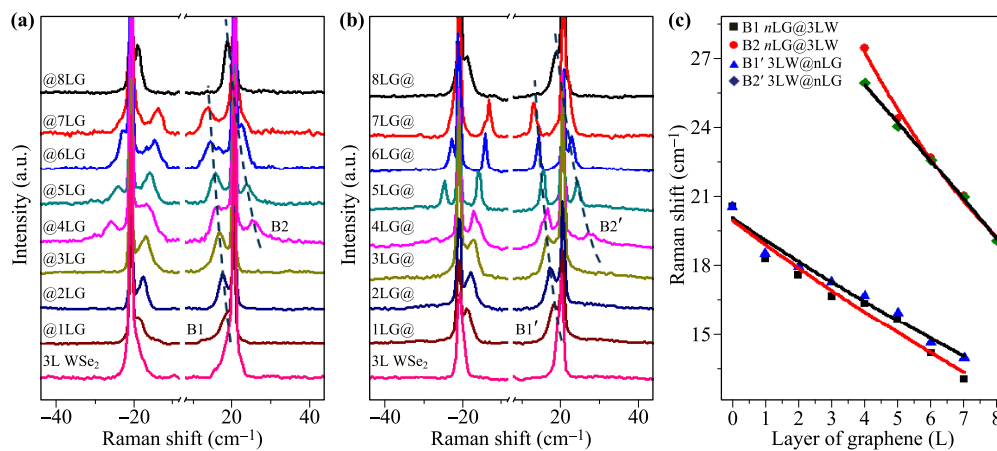 (a)
@8LG
@7LG
@6LG
@5LG
@4LG
@3LG
@2LG
@1LG
3L WSe₂
B1
B2
Intensity (a.u.)
−40 −20 20 40
Raman shift (cm⁻¹)
(b)
8LG@
7LG@
6LG@
5LG@
4LG@
3LG@
2LG@
1LG@
3L WSe₂
B1′
B2′
Intensity (a.u.)
−40 −20 20 40
Raman shift (cm⁻¹)
(c)
B1 nLG@3LW
B2 nLG@3LW
B1′ 3LW@nLG
B2′ 3LW@nLG
27
24
21
18
15
Raman shift (cm⁻¹)
0 1 2 3 4 5 6 7 8
Layer of graphene (L)